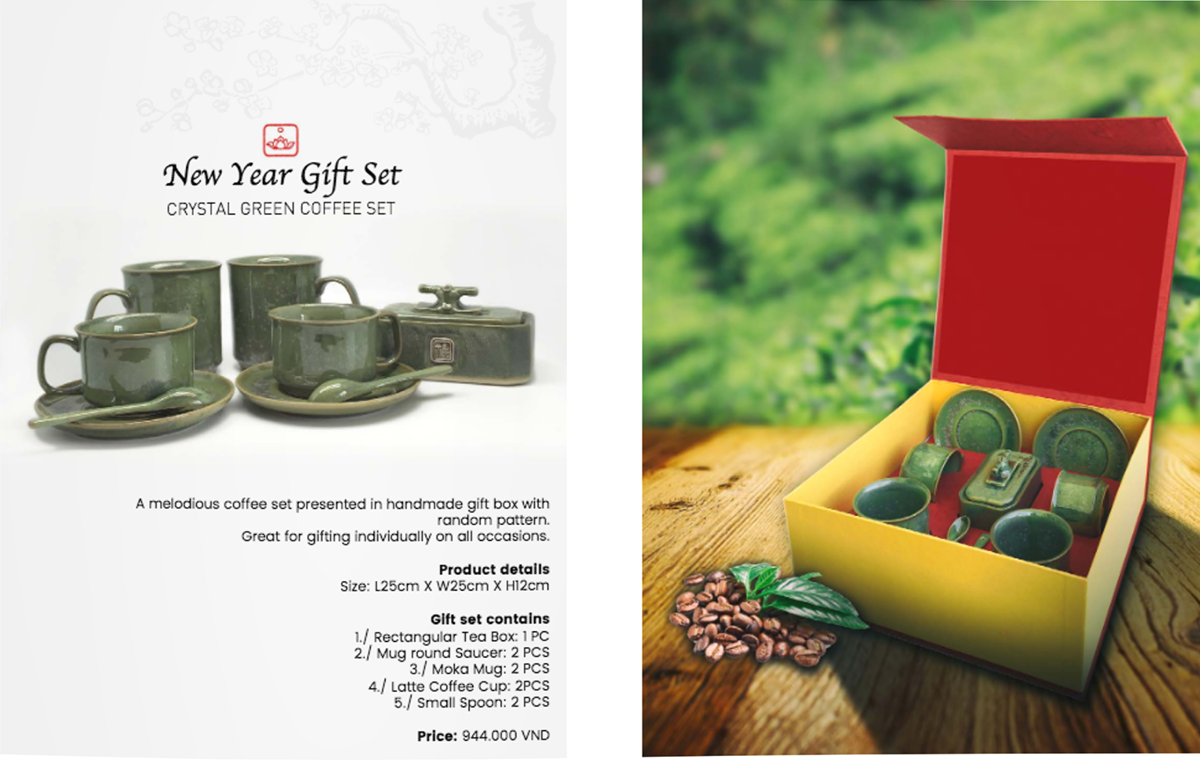 New Year Gift Set
CRYSTAL GREEN COFFEE SET
A melodious coffee set presented in handmade gift box with
random pattern.
Great for gifting individually on all occasions.
Product details
Size: L25cm X W25cm X H12cm
Gift set contains
1./ Rectangular Tea Box: 1 PC
2./ Mug round Saucer: 2 PCS
3./ Moka Mug: 2 PCS
4./ Latte Coffee Cup: 2PCS
5./ Small Spoon: 2 PCS
Price: 944.000 VND